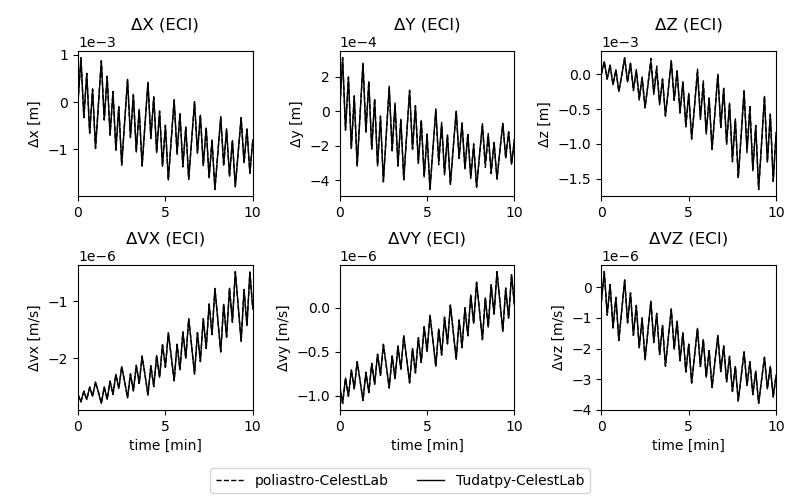 ΔX (ECI)
ΔY (ECI)
ΔZ (ECI)
1e−3
1e−4
1e−3
Δx [m]
1
0
−1
0
10
Δy [m]
2
0
−2
−4
0
5
10
Δz [m]
0.0
−0.5
−1.0
−1.5
0
5
10
5
ΔVX (ECI)
ΔVY (ECI)
ΔVZ (ECI)
1e−6
1e−6
1e−6
Δvx [m/s]
−1
−2
0
5
10
Δvy [m/s]
0.0
−0.5
−1.0
0
5
10
Δvz [m/s]
0
−1
−2
−3
−4
0
5
10
time [min]
time [min]
time [min]
poliastro-CelestLab
Tudatpy-CelestLab